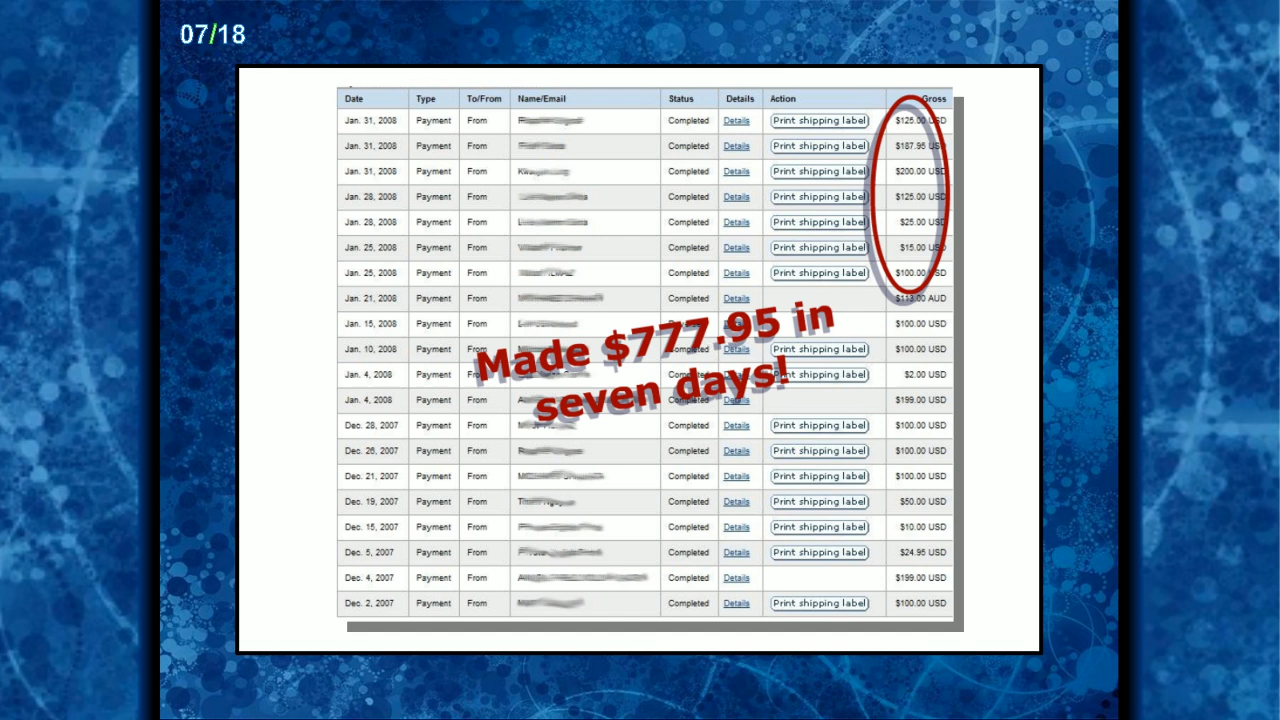 07/18
Date Type To/From Name/Email Status Details Action Gross
Jan. 31, 2008 Payment From Completed Details Print shipping label $125.00 USD
Jan. 31, 2008 Payment From Completed Details Print shipping label $187.95 USD
Jan. 31, 2008 Payment From Completed Details Print shipping label $200.00 USD
Jan. 28, 2008 Payment From Completed Details Print shipping label $125.00 USD
Jan. 28, 2008 Payment From Completed Details Print shipping label $25.00 USD
Jan. 25, 2008 Payment From Completed Details Print shipping label $15.00 USD
Jan. 25, 2008 Payment From Completed Details Print shipping label $100.00 USD
Jan. 21, 2008 Payment From Completed Details $113.00 AUD
Jan. 15, 2008 Payment From Completed Details $100.00 USD
Jan. 10, 2008 Payment From Completed Details Print shipping label $100.00 USD
Jan. 4, 2008 Payment From Completed Details Print shipping label $2.00 USD
Jan. 4, 2008 Payment From Completed Details $199.00 USD
Made $777.95 in
seven days!
Dec. 28, 2007 Payment From Completed Details Print shipping label $100.00 USD
Dec. 26, 2007 Payment From Completed Details Print shipping label $100.00 USD
Dec. 21, 2007 Payment From Completed Details Print shipping label $100.00 USD
Dec. 19, 2007 Payment From Completed Details Print shipping label $50.00 USD
Dec. 15, 2007 Payment From Completed Details Print shipping label $10.00 USD
Dec. 5, 2007 Payment From Completed Details Print shipping label $24.95 USD
Dec. 4, 2007 Payment From Completed Details $199.00 USD
Dec. 2, 2007 Payment From Completed Details Print shipping label $100.00 USD